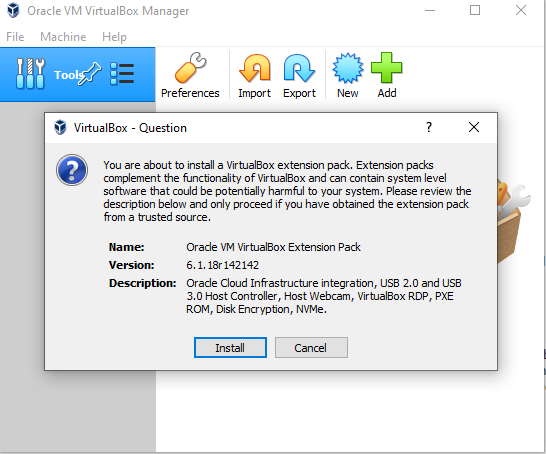 Oracle VM VirtualBox Manager
File Machine Help
Tools
Preferences Import Export New Add
VirtualBox - Question
You are about to install a VirtualBox extension pack. Extension packs
complement the functionality of VirtualBox and can contain system level
software that could be potentially harmful to your system. Please review the
description below and only proceed if you have obtained the extension pack
from a trusted source.
Name: Oracle VM VirtualBox Extension Pack
Version: 6.1.18r142142
Description: Oracle Cloud Infrastructure integration, USB 2.0 and USB
3.0 Host Controller, Host Webcam, VirtualBox RDP, PXE
ROM, Disk Encryption, NVMe.
Install Cancel